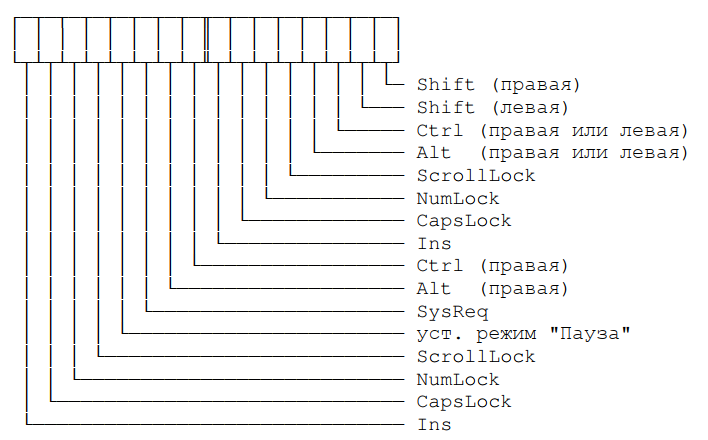 Shift (правая)
Shift (левая)
Ctrl (правая или левая)
Alt (правая или левая)
ScrollLock
NumLock
CapsLock
Ins
Ctrl (правая)
Alt (правая)
SysReq
уст. режим "Пауза"
ScrollLock
NumLock
CapsLock
Ins